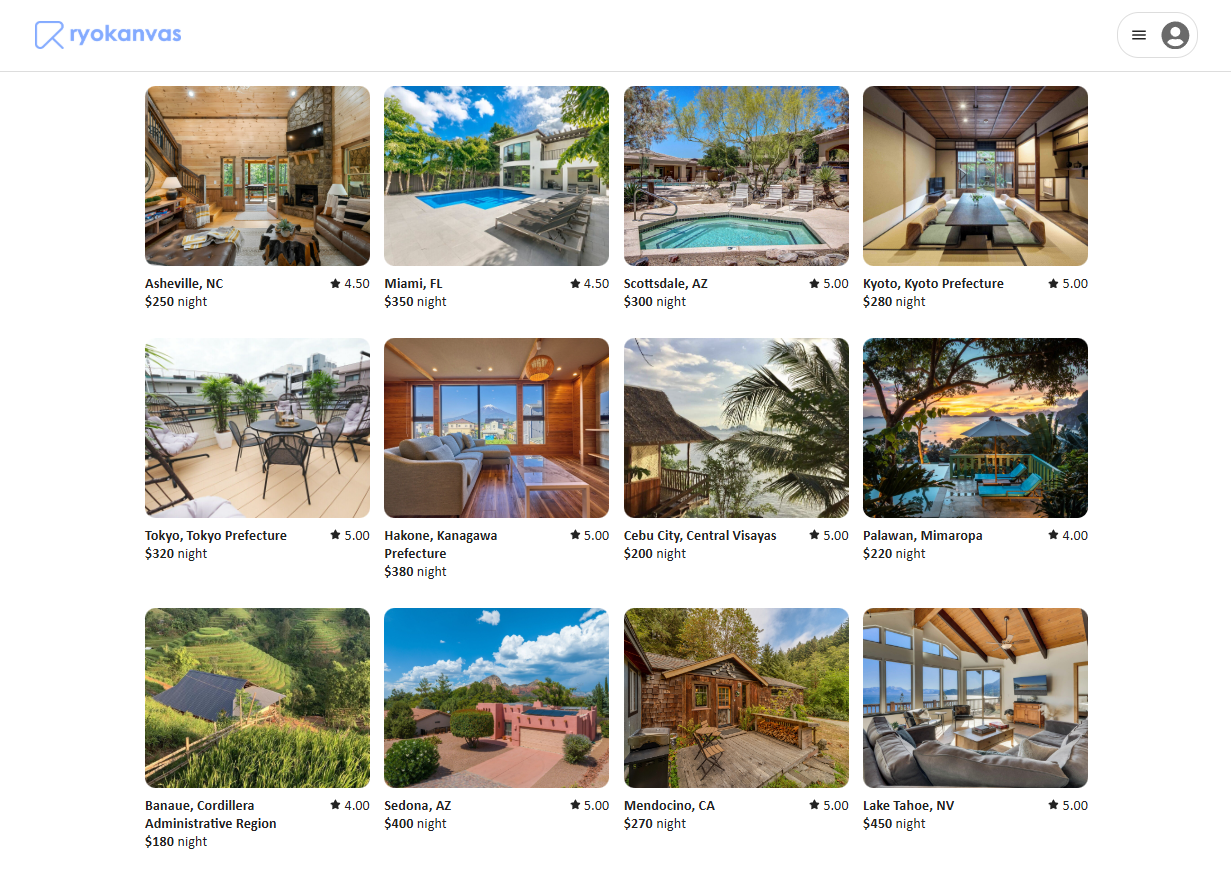 ryokanvas
Asheville, NC ★ 4.50
$250 night
Miami, FL ★ 4.50
$350 night
Scottsdale, AZ ★ 5.00
$300 night
Kyoto, Kyoto Prefecture ★ 5.00
$280 night
Tokyo, Tokyo Prefecture ★ 5.00
$320 night
Hakone, Kanagawa ★ 5.00
Prefecture
$380 night
Cebu City, Central Visayas ★ 5.00
$200 night
Palawan, Mimaropa ★ 4.00
$220 night
Banaue, Cordillera ★ 4.00
Administrative Region
$180 night
Sedona, AZ ★ 5.00
$400 night
Mendocino, CA ★ 5.00
$270 night
Lake Tahoe, NV ★ 5.00
$450 night